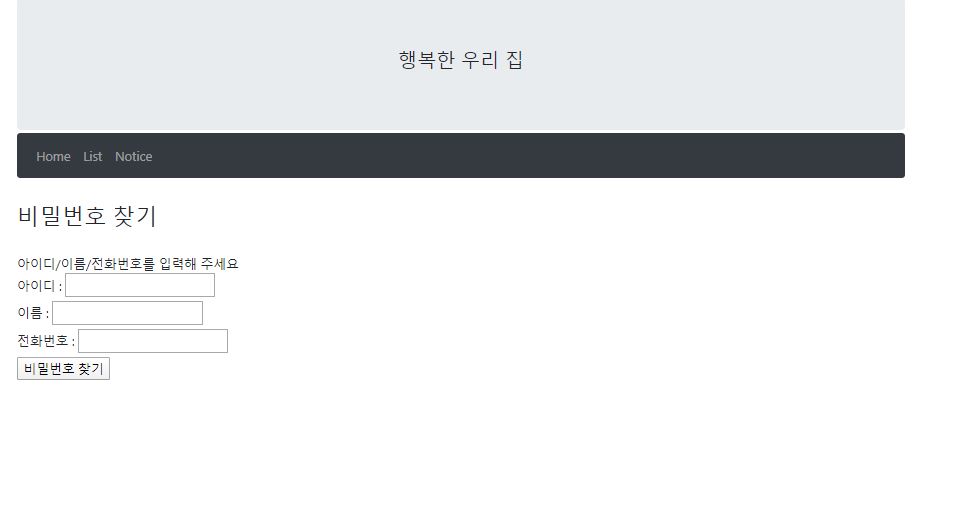 행복한 우리 집
Home List Notice
비밀번호 찾기
아이디/이름/전화번호를 입력해 주세요
아이디 :
이름 :
전화번호 :
비밀번호 찾기